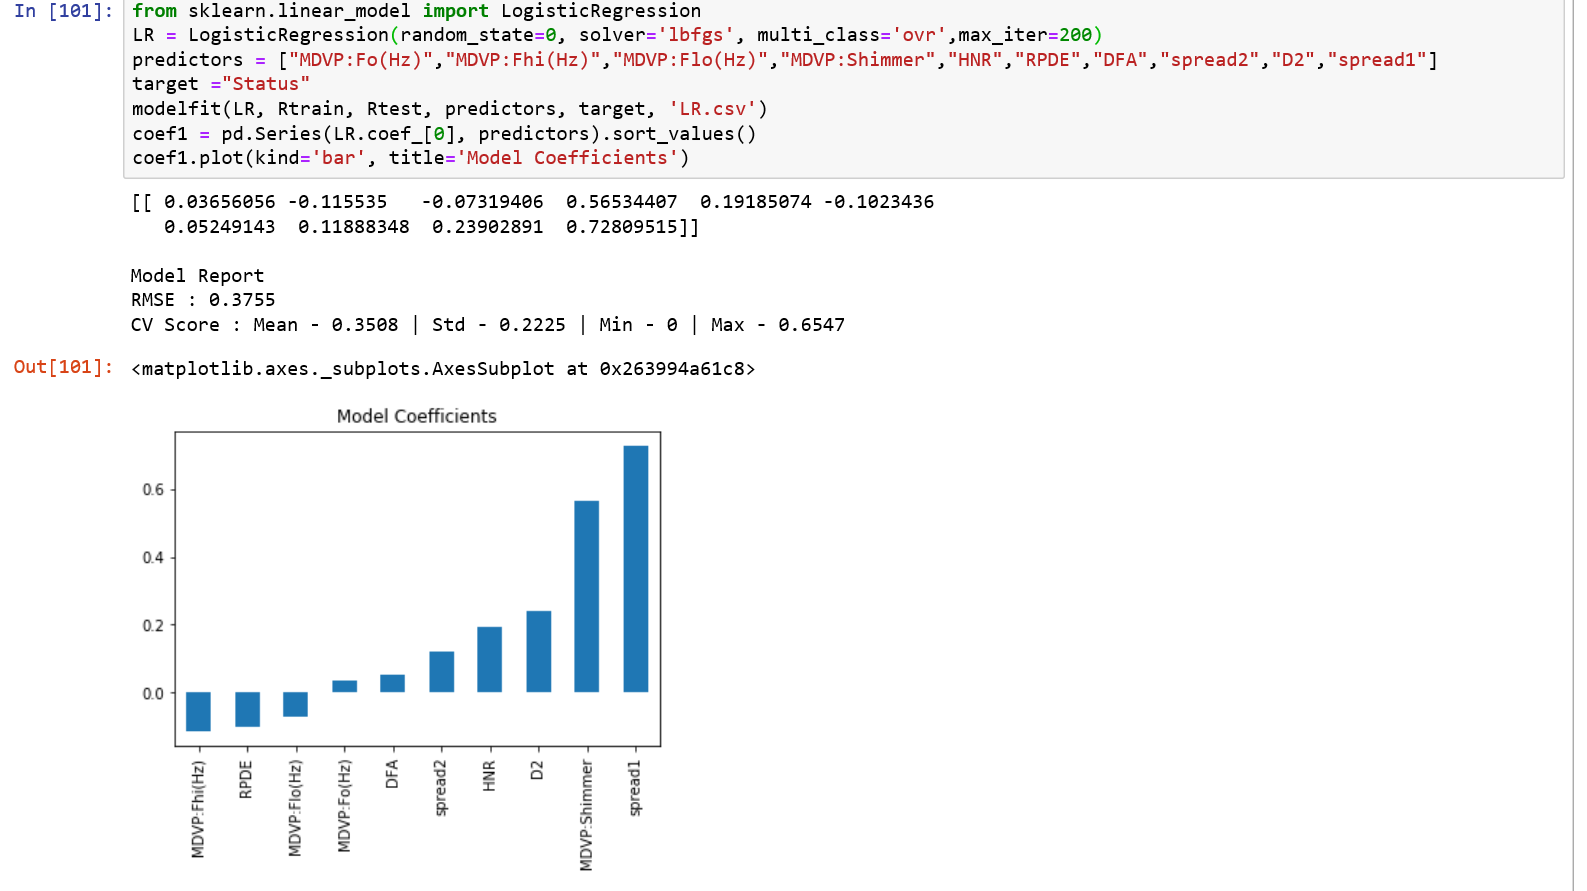 In [101]: from sklearn.linear_model import LogisticRegression
LR = LogisticRegression(random_state=0, solver='lbfgs', multi_class='ovr',max_iter=200)
predictors = ["MDVP:Fo(Hz)","MDVP:Fhi(Hz)","MDVP:Flo(Hz)","MDVP:Shimmer","HNR","RPDE","DFA","spread2","D2","spread1"]
target ="Status"
modelfit(LR, Rtrain, Rtest, predictors, target, 'LR.csv')
coef1 = pd.Series(LR.coef_[0], predictors).sort_values()
coef1.plot(kind='bar', title='Model Coefficients')
[[ 0.03656056 -0.115535   -0.07319406  0.56534407  0.19185074 -0.1023436
   0.05249143  0.11888348  0.23902891  0.72809515]]
Model Report
RMSE : 0.3755
CV Score : Mean - 0.3508 | Std - 0.2225 | Min - 0 | Max - 0.6547
Out[101]: <matplotlib.axes._subplots.AxesSubplot at 0x263994a61c8>
Model Coefficients
0.6
0.4
0.2
0.0
MDVP:Fhi(Hz)
RPDE
MDVP:Flo(Hz)
MDVP:Fo(Hz)
DFA
spread2
HNR
D2
MDVP:Shimmer
spread1